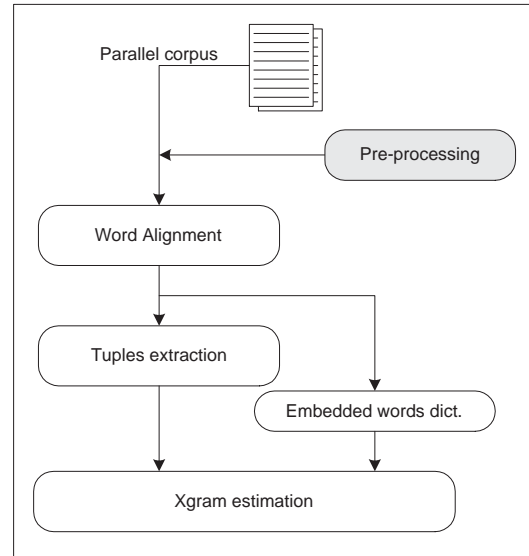 Parallel corpus
Pre-processing
Word Alignment
Tuples extraction
Embedded words dict.
Xgram estimation